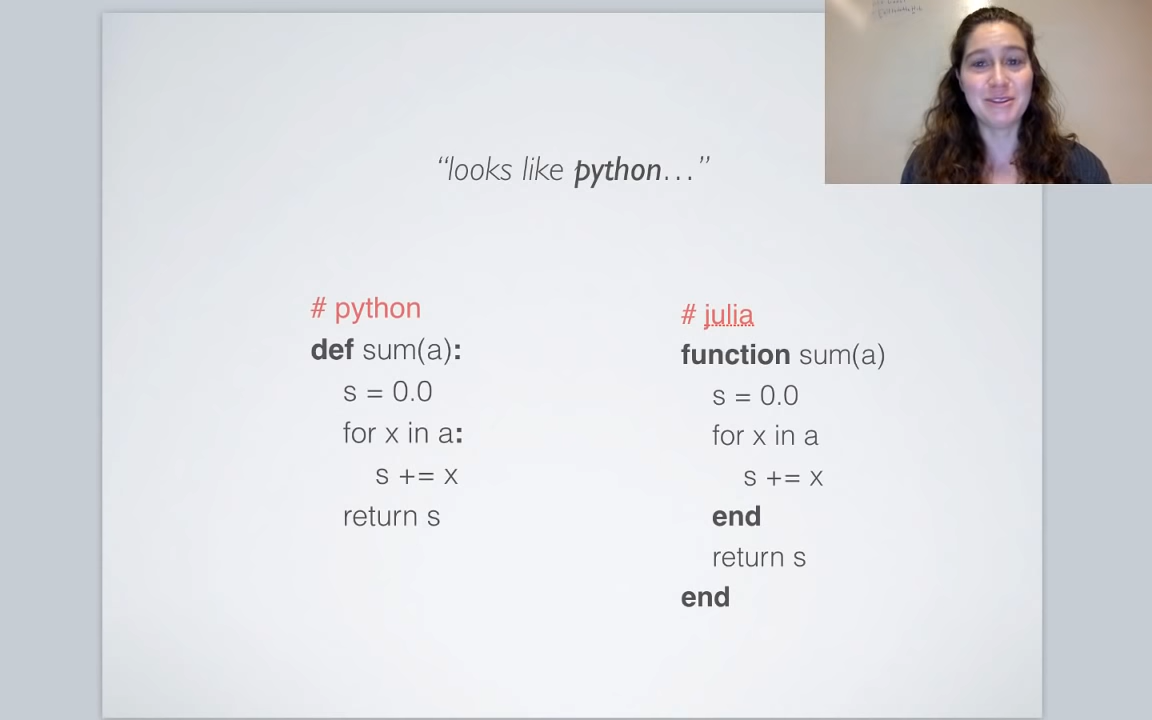 “looks like python…”
# python
def sum(a):
s = 0.0
for x in a:
s += x
return s
# julia
function sum(a)
s = 0.0
for x in a
s += x
end
return s
end